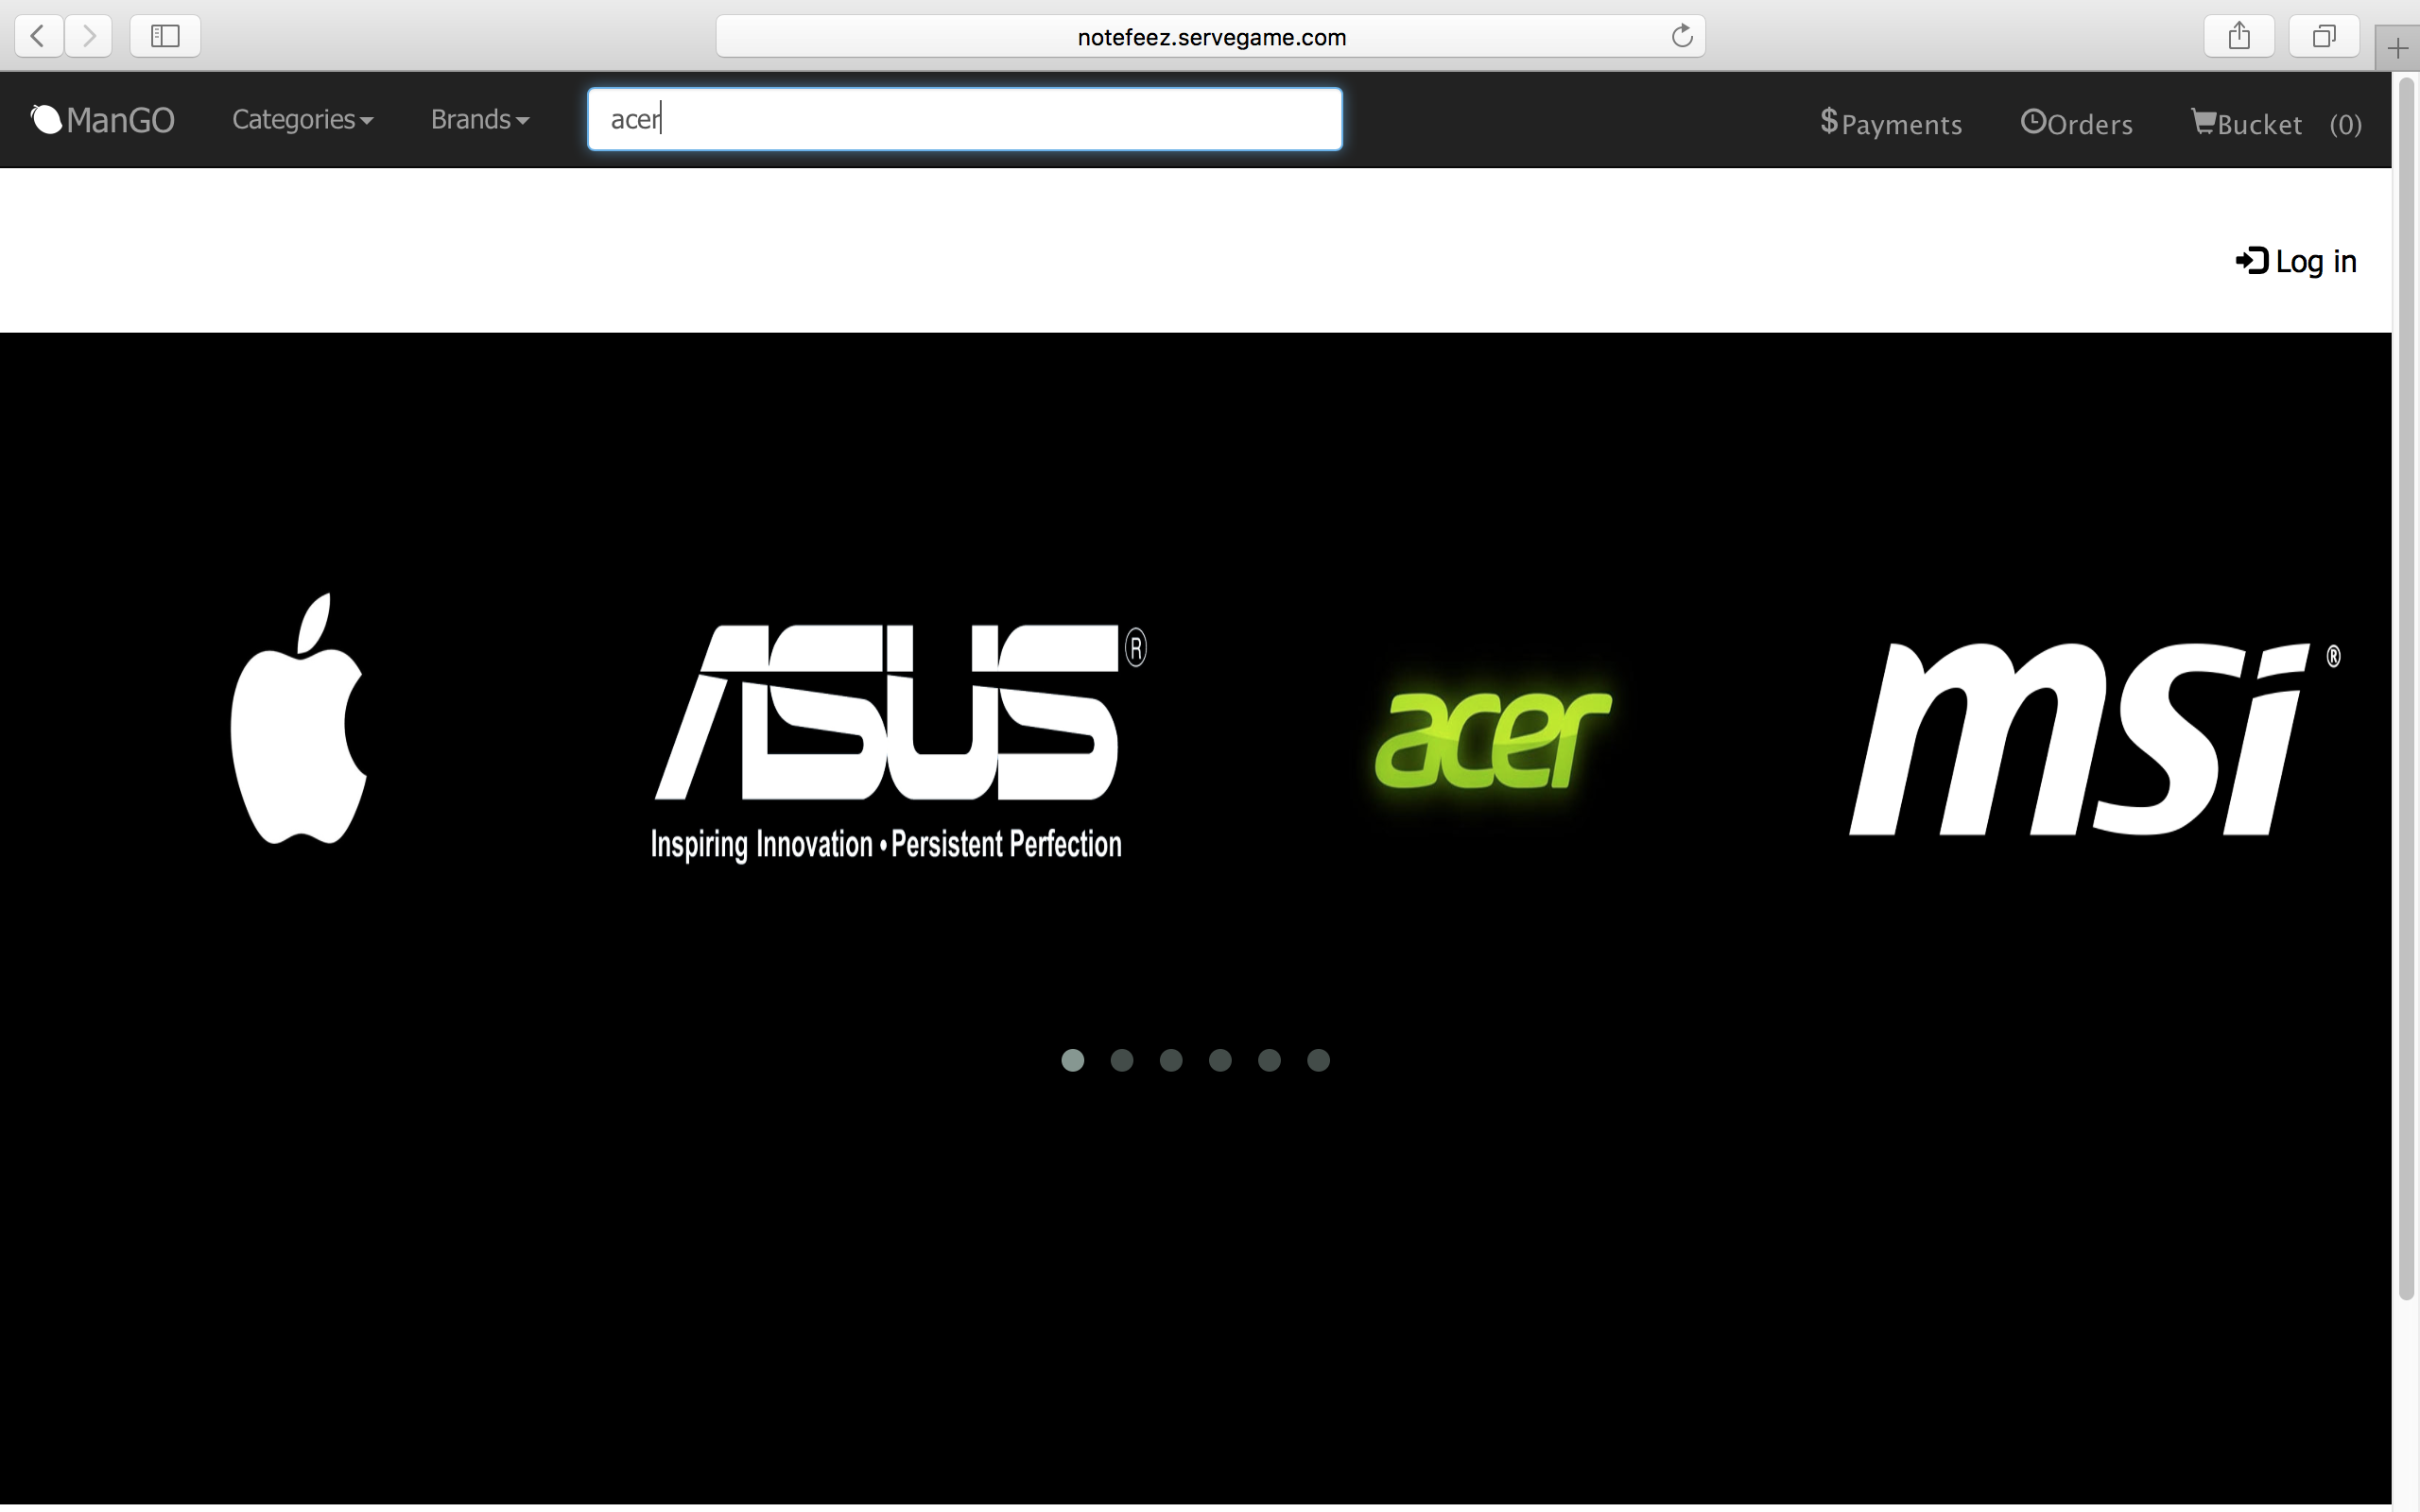 notefeez.servegame.com
ManGO Categories Brands acer $Payments Orders Bucket (0)
Log in
ASUS ® acer msi ®
Inspiring Innovation • Persistent Perfection